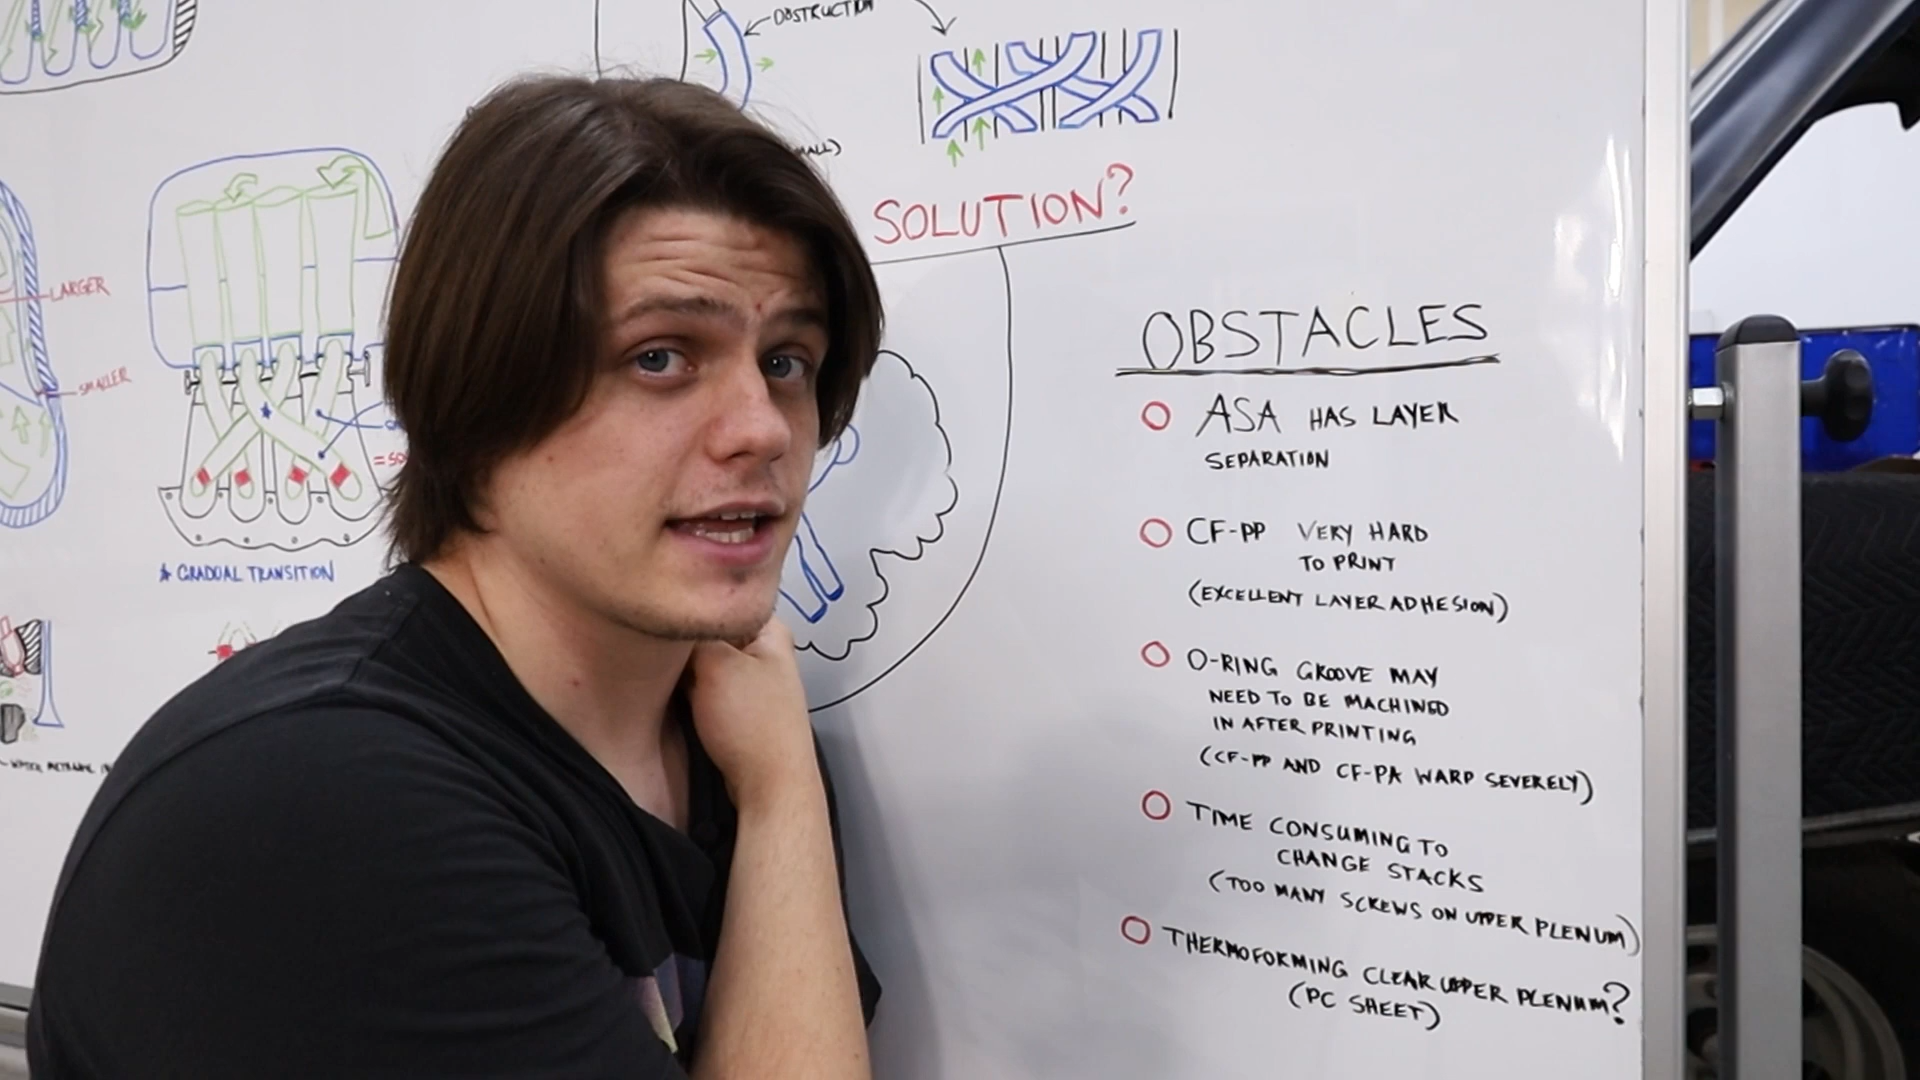 OBSTRUCTION
SOLUTION?
LARGER
SMALLER
★ GRADUAL TRANSITION
WATER METHANE
OBSTACLES
ASA HAS LAYER
SEPARATION
CF-PP VERY HARD
TO PRINT
(EXCELLENT LAYER ADHESION)
O-RING GROOVE MAY
NEED TO BE MACHINED
IN AFTER PRINTING
(CF-PP AND CF-PA WARP SEVERELY)
TIME CONSUMING TO
CHANGE STACKS
(TOO MANY SCREWS ON UPPER PLENUM)
THERMOFORMING CLEAR UPPER PLENUM?
(PC SHEET)